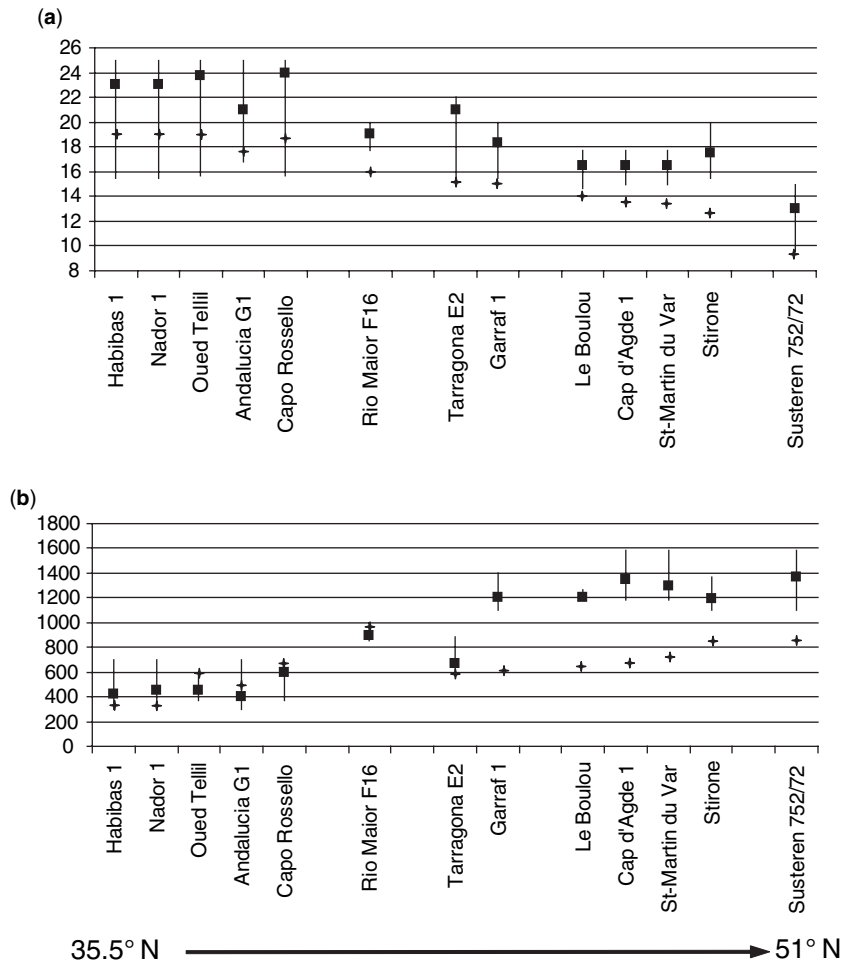 (a)
26
24
22
20
18
16
14
12
10
8
Habibas 1
Nador 1
Oued Tellil
Andalucia G1
Capo Rossello
Rio Maior F16
Tarragona E2
Garraf 1
Le Boulou
Cap d'Agde 1
St-Martin du Var
Stirone
Susteren 752/72
(b)
1800
1600
1400
1200
1000
800
600
400
200
0
Habibas 1
Nador 1
Oued Tellil
Andalucia G1
Capo Rossello
Rio Maior F16
Tarragona E2
Garraf 1
Le Boulou
Cap d'Agde 1
St-Martin du Var
Stirone
Susteren 752/72
35.5° N 51° N